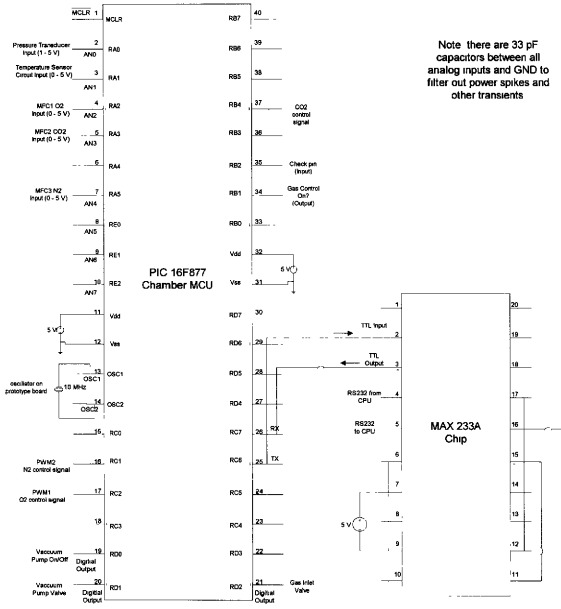 MCLR 1
MCLR
RB7
40
Pressure Transducer
Input (1 - 5 V)
2
AN0
RA0
RB6
39
Temperature Sensor
Circuit Input (0 - 5 V)
3
AN1
RA1
RB5
38
MFC1 O2
Input (0 - 5 V)
4
AN2
RA2
RB4
37
CO2
control
signal
MFC2 CO2
Input (0 - 5 V)
5
AN3
RA3
RB3
36
6
RA4
RB2
35
Check pin
(Input)
MFC3 N2
Input (0 - 5 V)
7
AN4
RA5
RB1
34
Gas Control
On?
(Output)
8
AN5
RE0
RB0
33
9
AN6
RE1
Vdd
32
5 V
10
AN7
RE2
Vss
31
PIC 16F877
Chamber MCU
11
Vdd
RD7
30
5 V
12
Vss
RD6
29
oscillator on
prototype board
10 MHz
13
OSC1
OSC1
RD5
28
14
OSC2
OSC2
RD4
27
15
RC0
RC7
26
RX
PWM2
N2 control signal
16
RC1
RC6
25
TX
PWM1
O2 control signal
17
RC2
RC5
24
18
RC3
RC4
23
Vaccuum
Pump On/Off
19
Digital
Output
RD0
RD3
22
Vaccuum
Pump Valve
20
Digital
Output
RD1
RD2
21
Digital
Output
Gas Inlet
Valve
Note there are 33 pF
capacitors between all
analog inputs and GND to
filter out power spikes and
other transients
1
20
TTL Input
2
19
TTL
Output
3
18
RS232 from
CPU
4
17
RS232
to CPU
5
16
MAX 233A
Chip
6
15
7
14
5 V
8
13
9
12
10
11